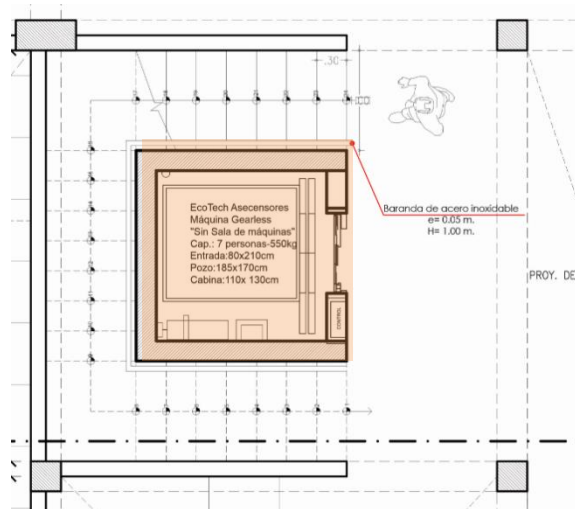 .30
EcoTech Asecensores
Máquina Gearless
"Sin Sala de máquinas"
Cap.: 7 personas-550kg
Entrada:80x210cm
Pozo:185x170cm
Cabina:110x 130cm
Baranda de acero inoxidable
e= 0.05 m.
H= 1.00 m.
PROY. DE
CONTROL